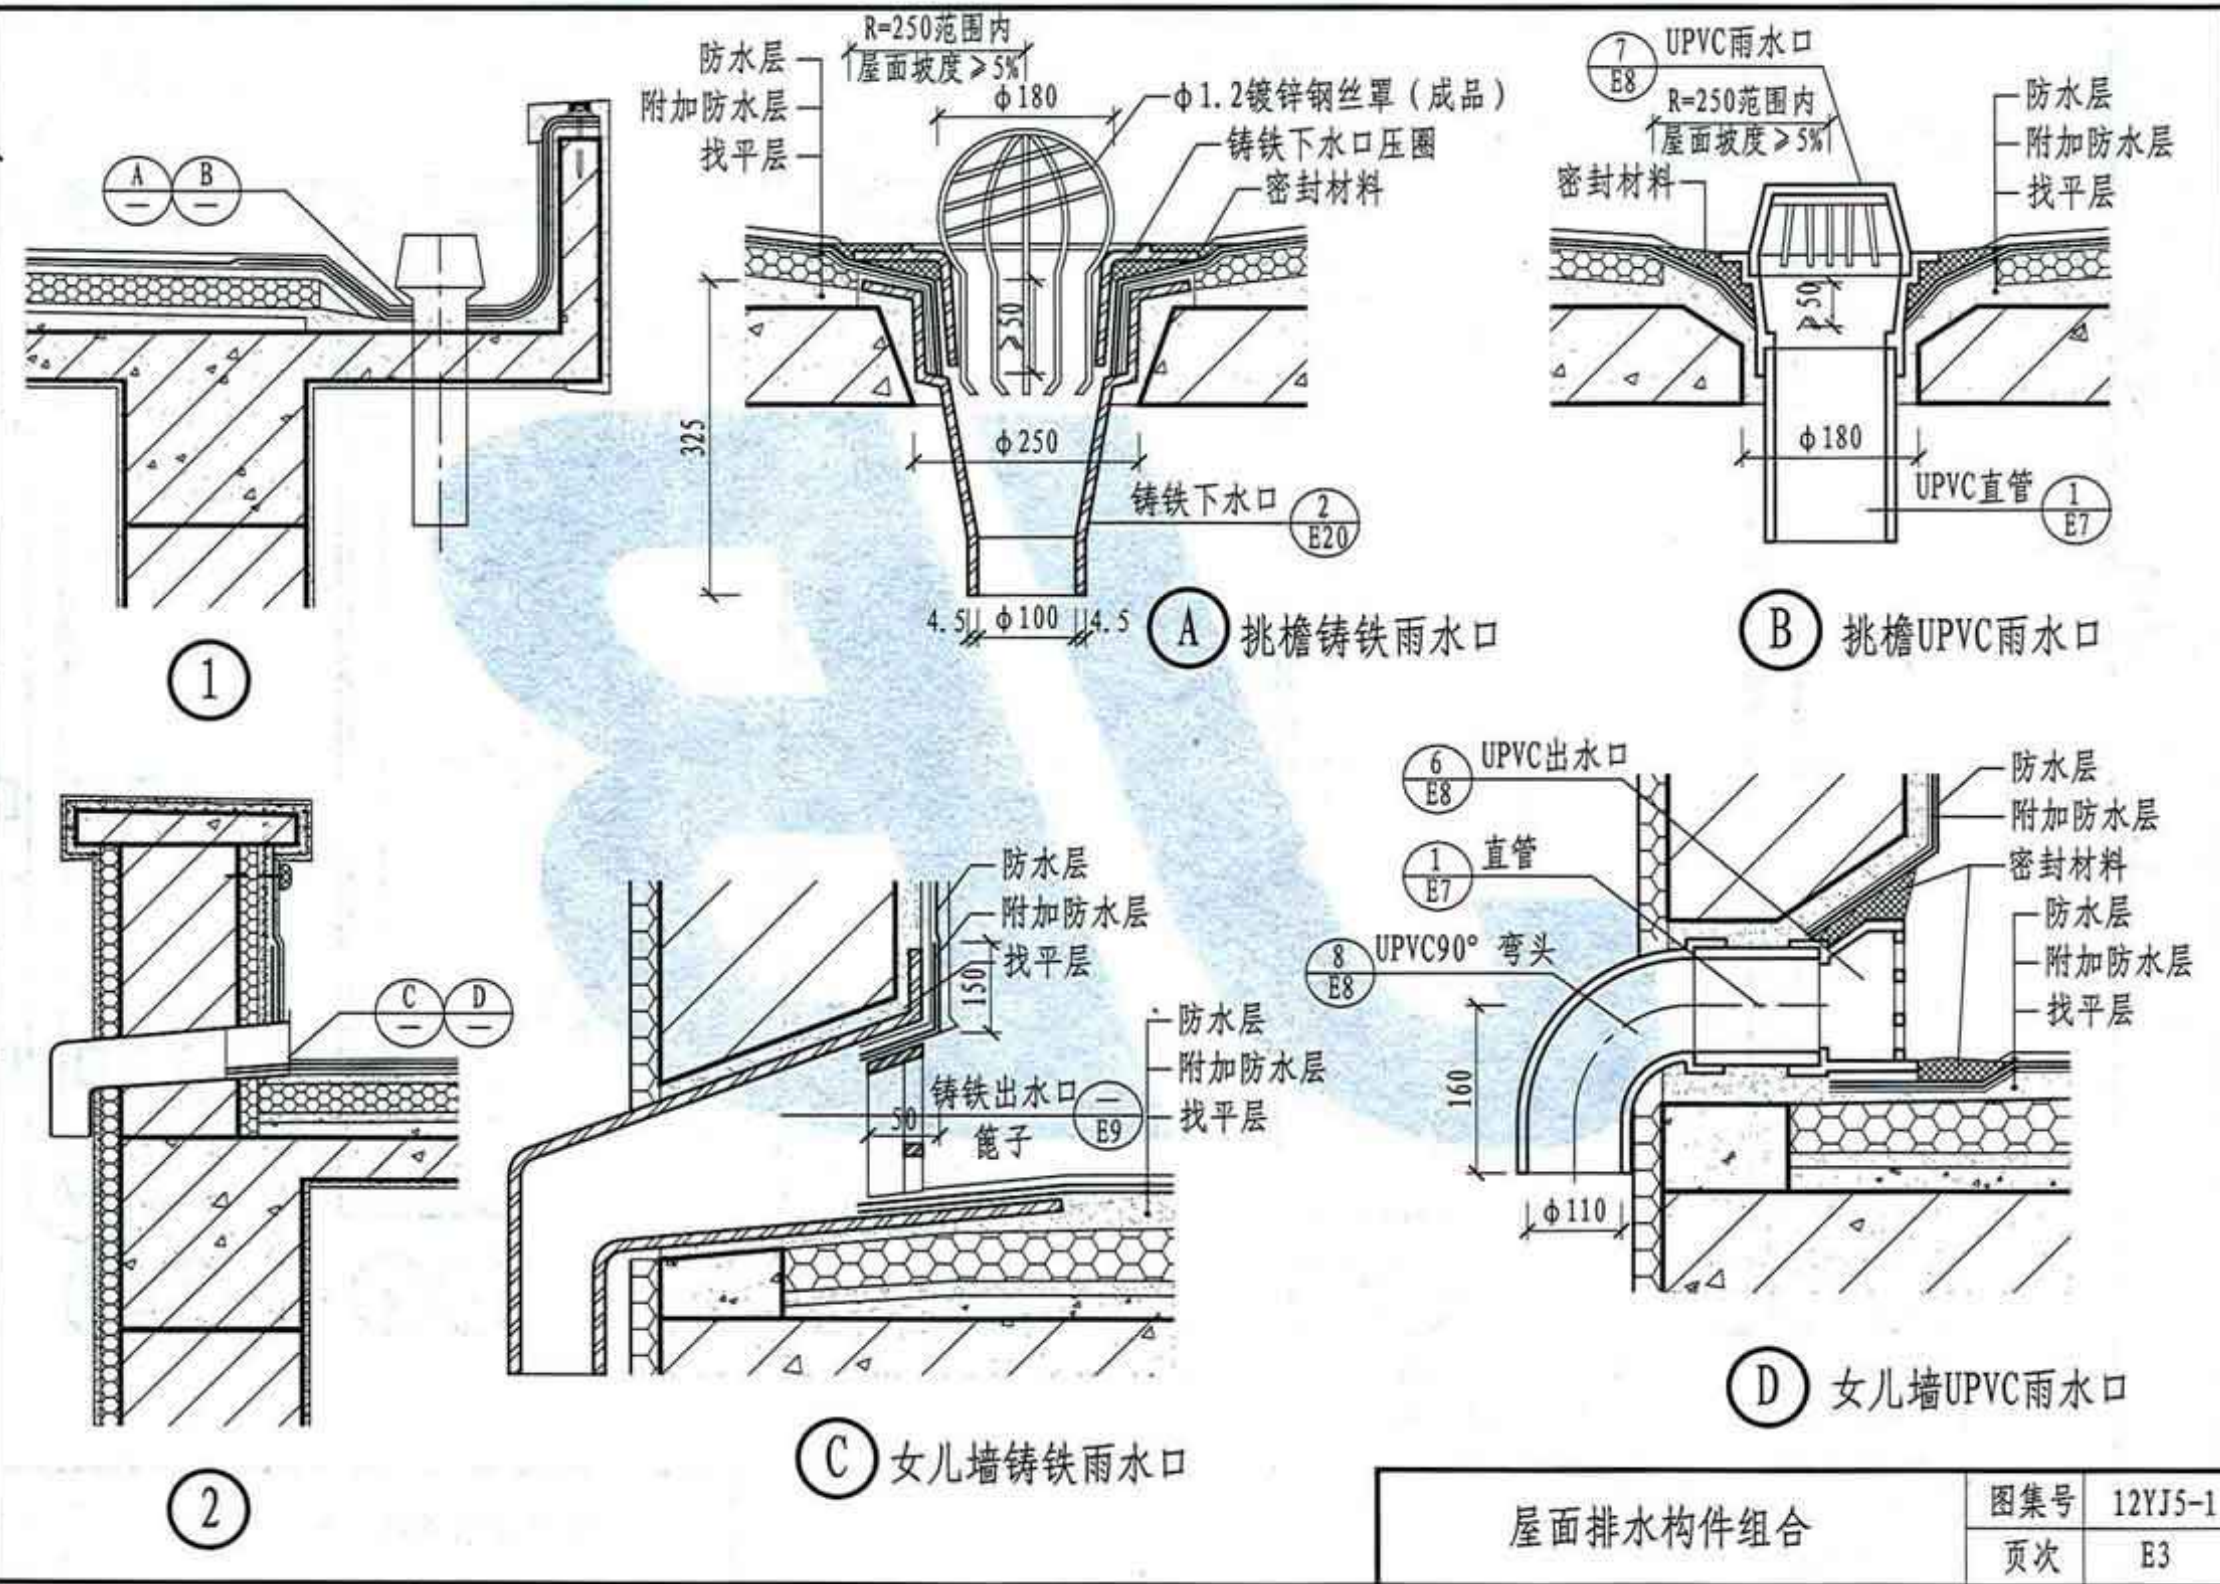 A
—
B
—
1
R=250范围内
屋面坡度≥5%
防水层
附加防水层
找平层
φ180
φ1.2镀锌钢丝罩（成品）
铸铁下水口压圈
密封材料
≥50
325
φ250
铸铁下水口
2
E20
4.5
φ100
4.5
A
挑檐铸铁雨水口
7
E8
UPVC雨水口
R=250范围内
屋面坡度≥5%
密封材料
防水层
附加防水层
找平层
≥50
φ180
UPVC直管
1
E7
B
挑檐UPVC雨水口
C
—
D
—
2
防水层
附加防水层
找平层
150
防水层
附加防水层
找平层
铸铁出水口
篦子
—
E9
50
C
女儿墙铸铁雨水口
6
E8
UPVC出水口
1
E7
直管
8
E8
UPVC90° 弯头
防水层
附加防水层
密封材料
防水层
附加防水层
找平层
160
φ110
D
女儿墙UPVC雨水口
屋面排水构件组合
图集号
12YJ5-1
页次
E3